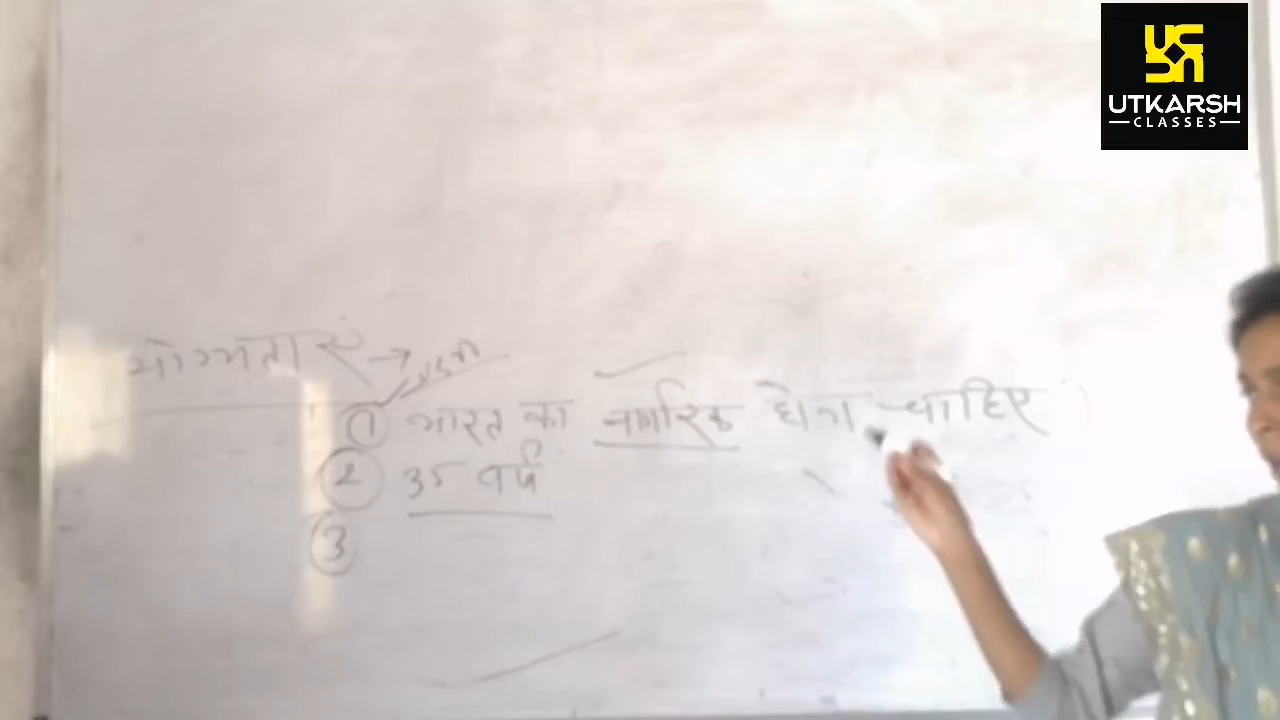 UTKARSH
CLASSES
योग्यताएं →
① भारत का नागरिक होना चाहिए
② 35 वर्ष
③